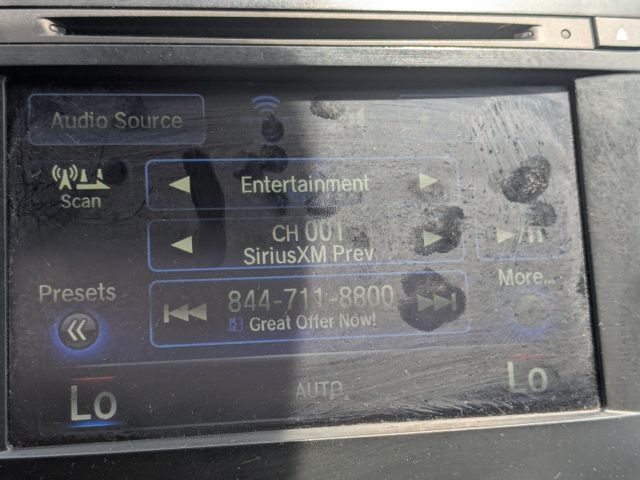 Audio Source
Scan
Entertainment
CH 001
SiriusXM Prev
Presets
844-711-8800
Great Offer Now!
More...
Lo
AUTO
Lo